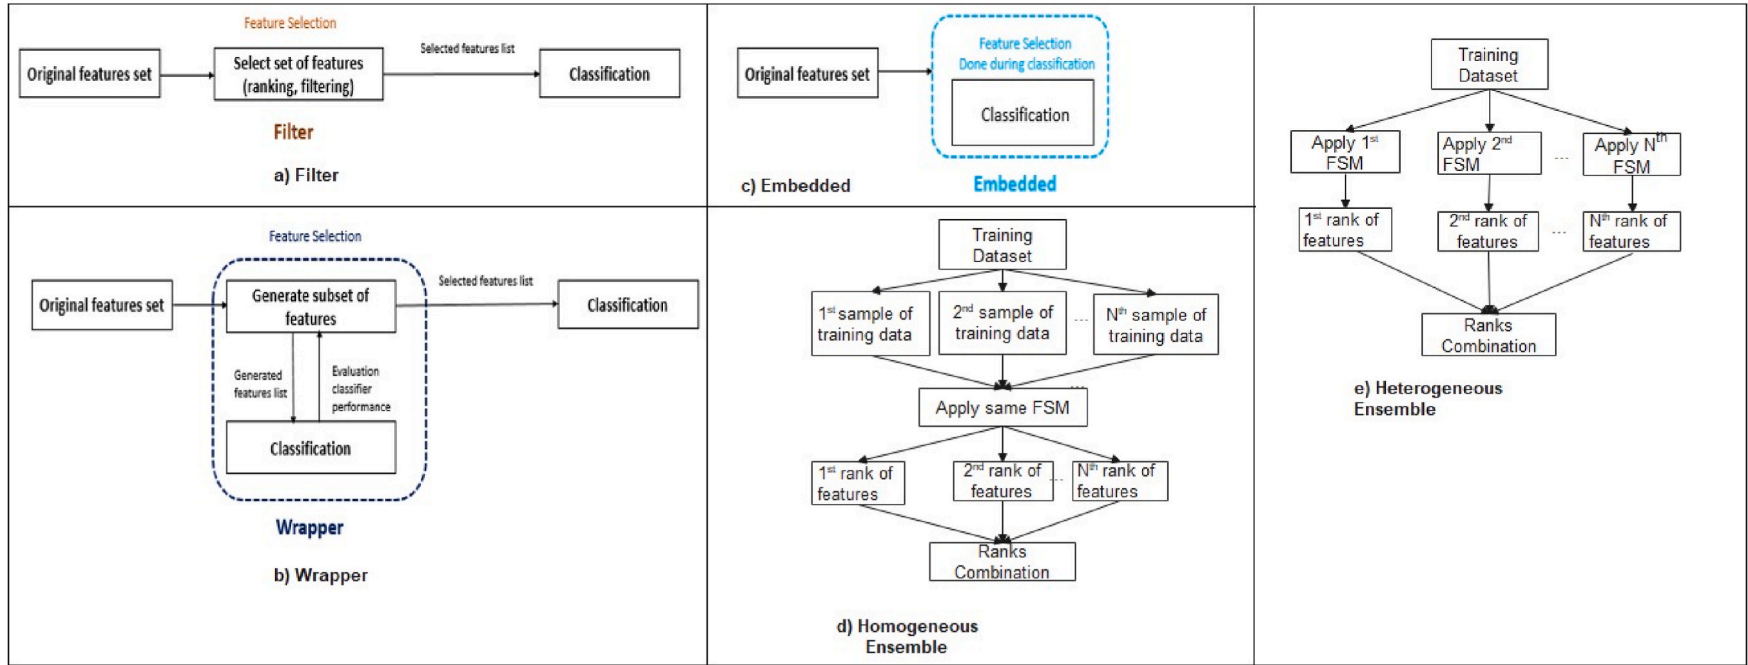 Feature Selection
Original features set
Select set of features
(ranking, filtering)
Selected features list
Classification
Filter
a) Filter
Feature Selection
Original features set
Generate subset of
features
Selected features list
Classification
Generated
features list
Evaluation
classifier
performance
Classification
Wrapper
b) Wrapper
Original features set
Feature Selection
Done during classification
Classification
c) Embedded
Embedded
Training
Dataset
1st sample of
training data
2nd sample of
training data
...
Nth sample of
training data
...
Apply same FSM
1st rank of
features
2nd rank of
features
...
Nth rank of
features
Ranks
Combination
d) Homogeneous
Ensemble
Training
Dataset
Apply 1st
FSM
Apply 2nd
FSM
...
Apply Nth
FSM
1st rank of
features
2nd rank of
features
...
Nth rank of
features
Ranks
Combination
e) Heterogeneous
Ensemble